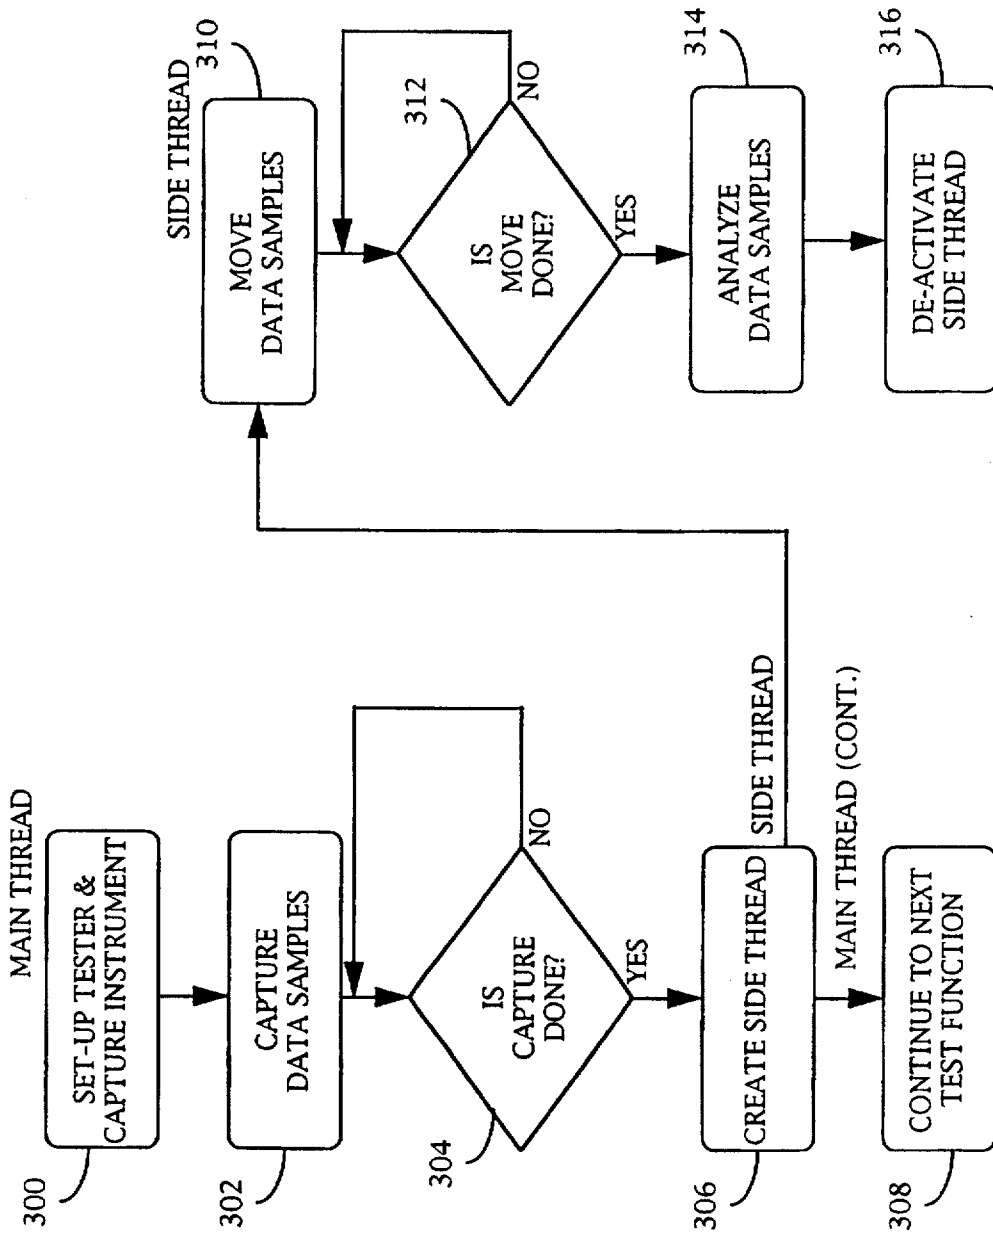 MAIN THREAD
300
SET-UP TESTER &
CAPTURE INSTRUMENT
302
CAPTURE
DATA SAMPLES
304
IS
CAPTURE
DONE?
NO
YES
306
CREATE SIDE THREAD
SIDE THREAD
MAIN THREAD (CONT.)
308
CONTINUE TO NEXT
TEST FUNCTION
SIDE THREAD
310
MOVE
DATA SAMPLES
312
IS
MOVE
DONE?
NO
YES
314
ANALYZE
DATA SAMPLES
316
DE-ACTIVATE
SIDE THREAD